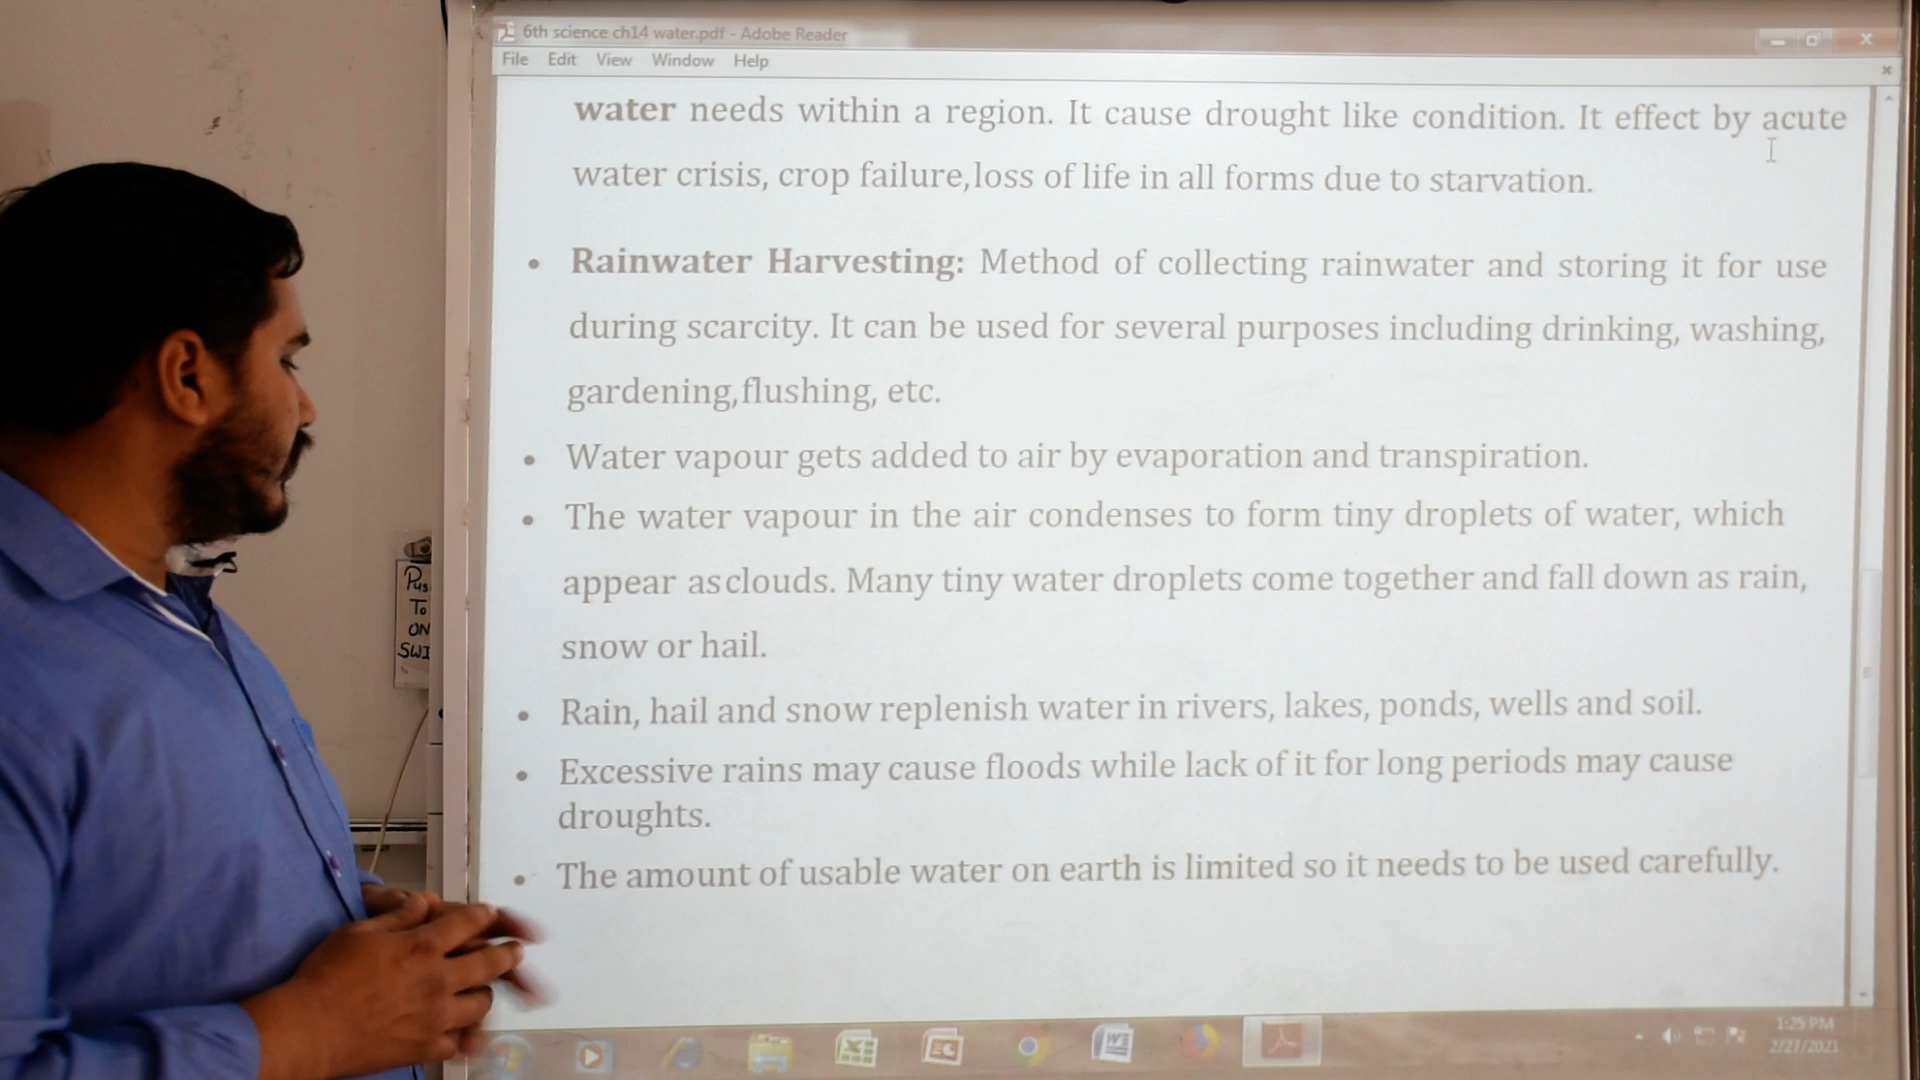 6th science ch14 water.pdf - Adobe Reader
File Edit View Window Help
water needs within a region. It cause drought like condition. It effect by acute
water crisis, crop failure,loss of life in all forms due to starvation.
• Rainwater Harvesting: Method of collecting rainwater and storing it for use
during scarcity. It can be used for several purposes including drinking, washing,
gardening,flushing, etc.
• Water vapour gets added to air by evaporation and transpiration.
• The water vapour in the air condenses to form tiny droplets of water, which
appear asclouds. Many tiny water droplets come together and fall down as rain,
snow or hail.
• Rain, hail and snow replenish water in rivers, lakes, ponds, wells and soil.
• Excessive rains may cause floods while lack of it for long periods may cause
droughts.
• The amount of usable water on earth is limited so it needs to be used carefully.
To
ON
1:25 PM
2/27/2021